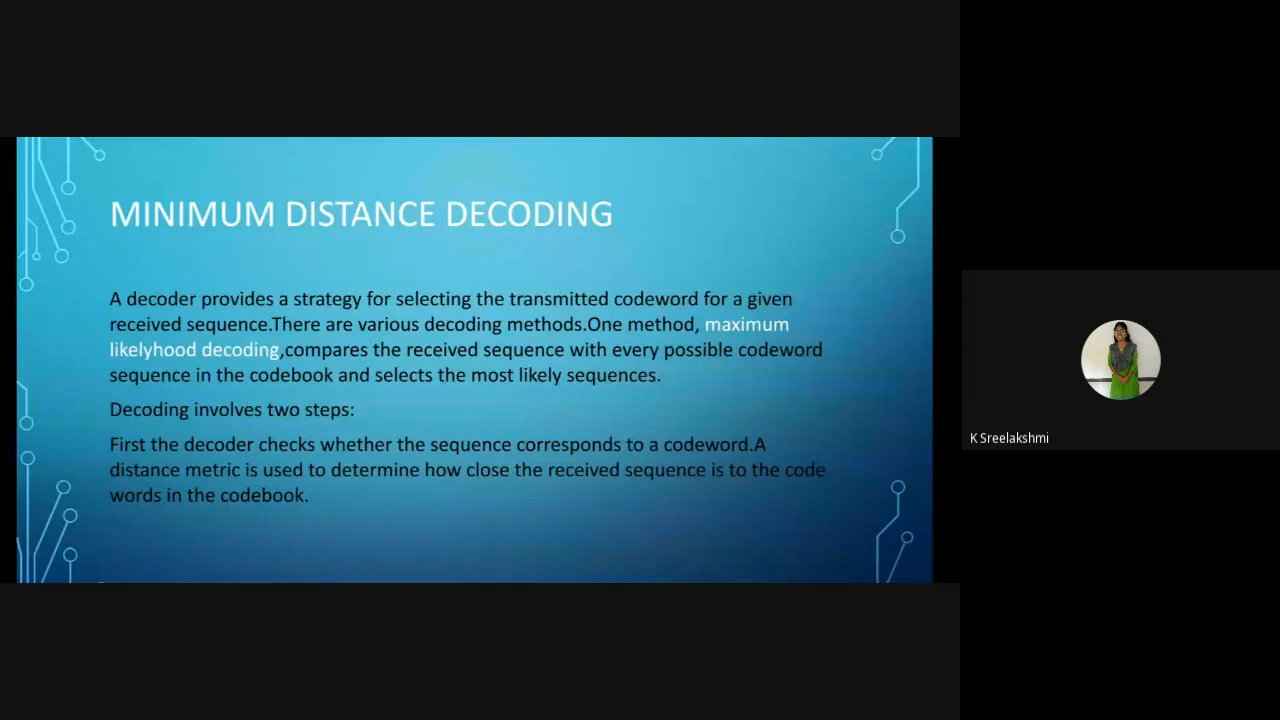 MINIMUM DISTANCE DECODING
A decoder provides a strategy for selecting the transmitted codeword for a given
received sequence.There are various decoding methods.One method, maximum
likelyhood decoding,compares the received sequence with every possible codeword
sequence in the codebook and selects the most likely sequences.
Decoding involves two steps:
First the decoder checks whether the sequence corresponds to a codeword.A
distance metric is used to determine how close the received sequence is to the code
words in the codebook.
K Sreelakshmi